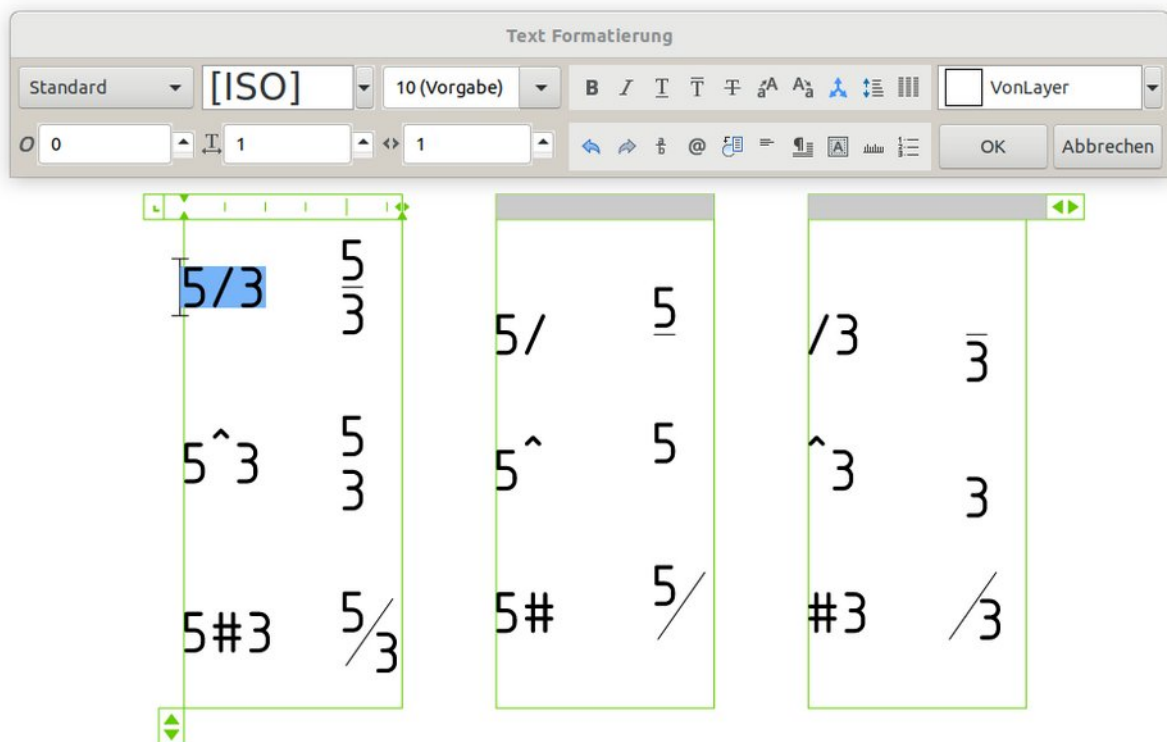 Text Formatierung
Standard [ISO] 10 (Vorgabe) B I T T T VonLayer
O 0 T 1 <> 1 @ A OK Abbrechen
5/3 5/3 5/ 5 /3 3
5^3 5 3 5^ 5 ^3 3
5#3 5/3 5# 5/ #3 /3